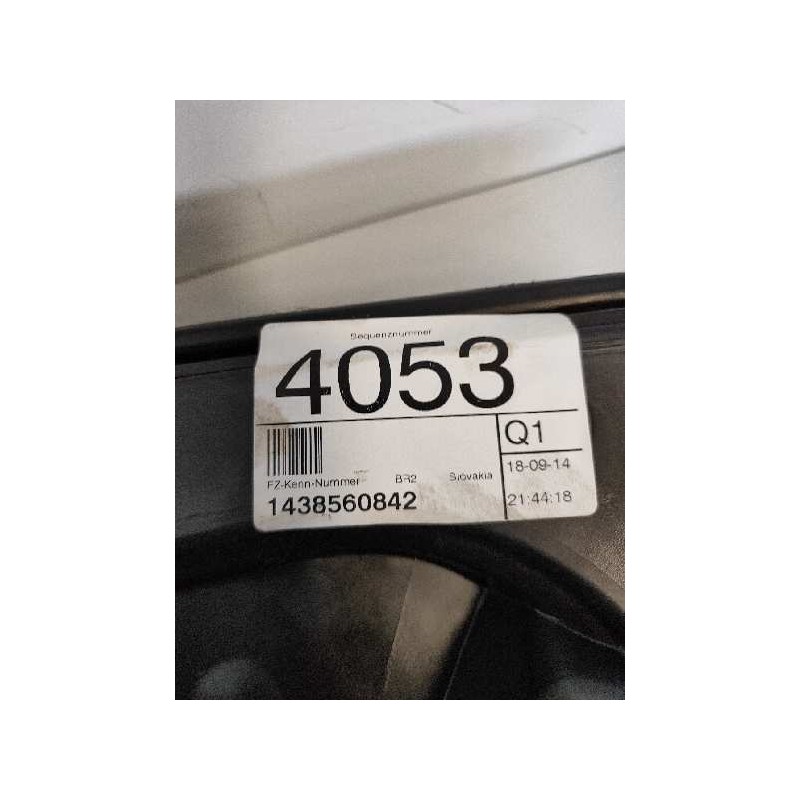 Sequenznummer
4053
Q1
18-09-14
FZ-Kenn-Nummer BR2 Slovakia
1438560842
21:44:18